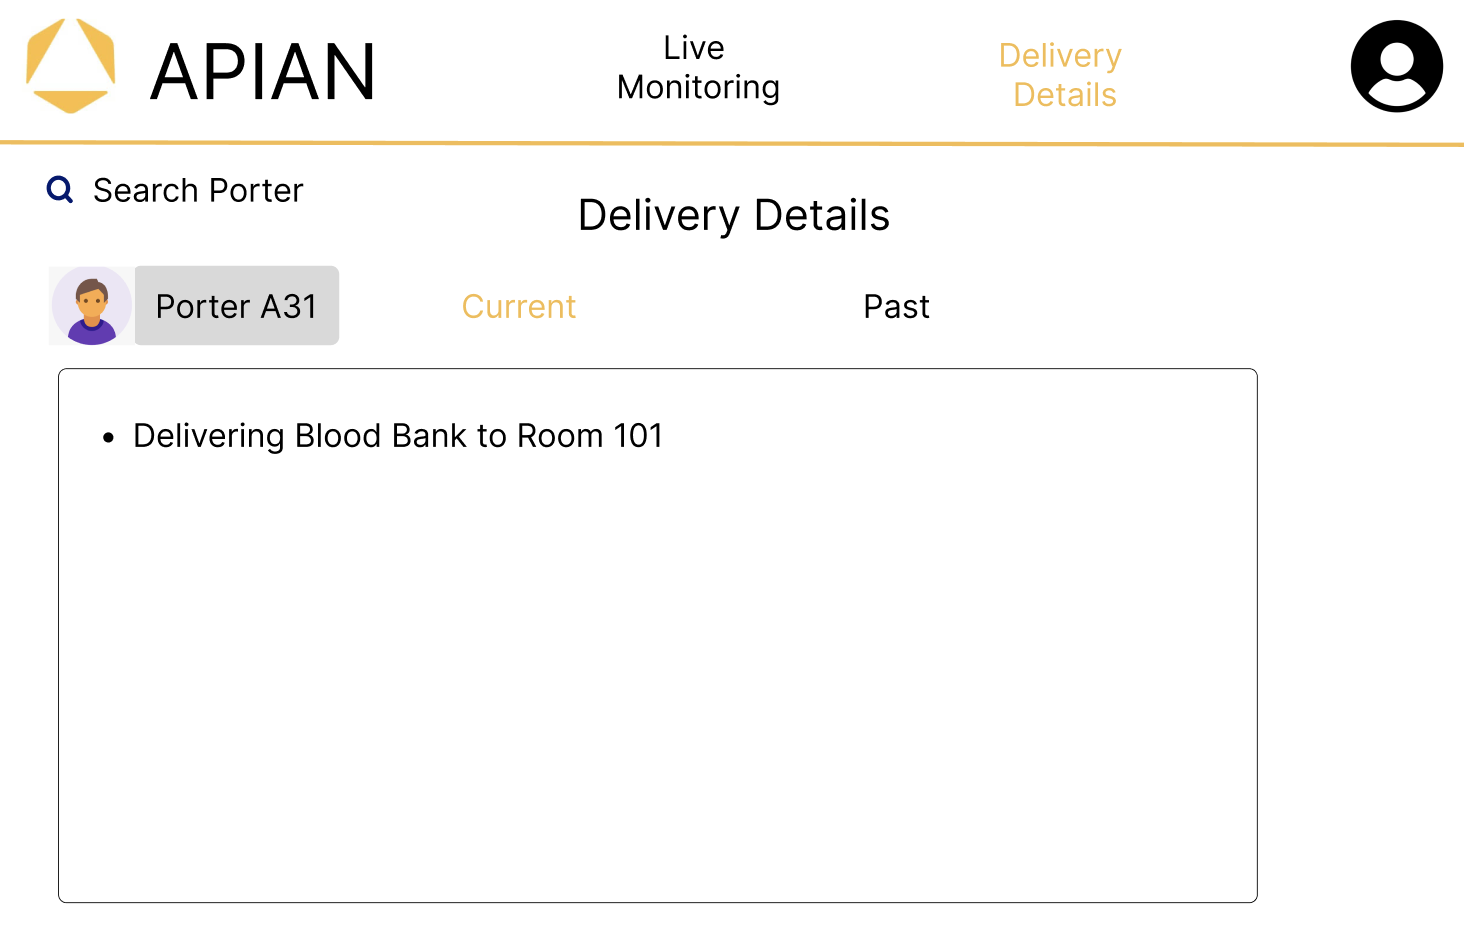 APIAN
Live
Monitoring
Delivery
Details
Search Porter
Delivery Details
Porter A31
Current
Past
• Delivering Blood Bank to Room 101